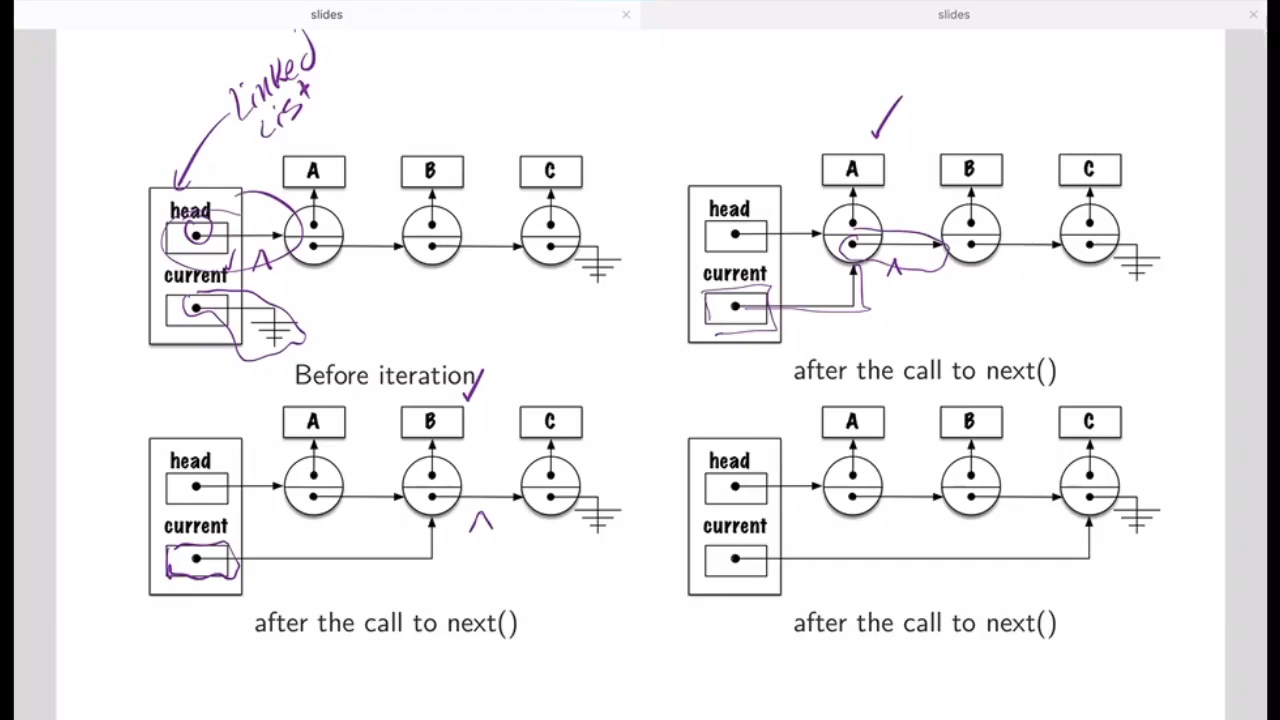 slides
slides
Linked
List
A
B
C
head
current
Before iteration
A
B
C
head
current
after the call to next()
A
B
C
head
current
after the call to next()
A
B
C
head
current
after the call to next()